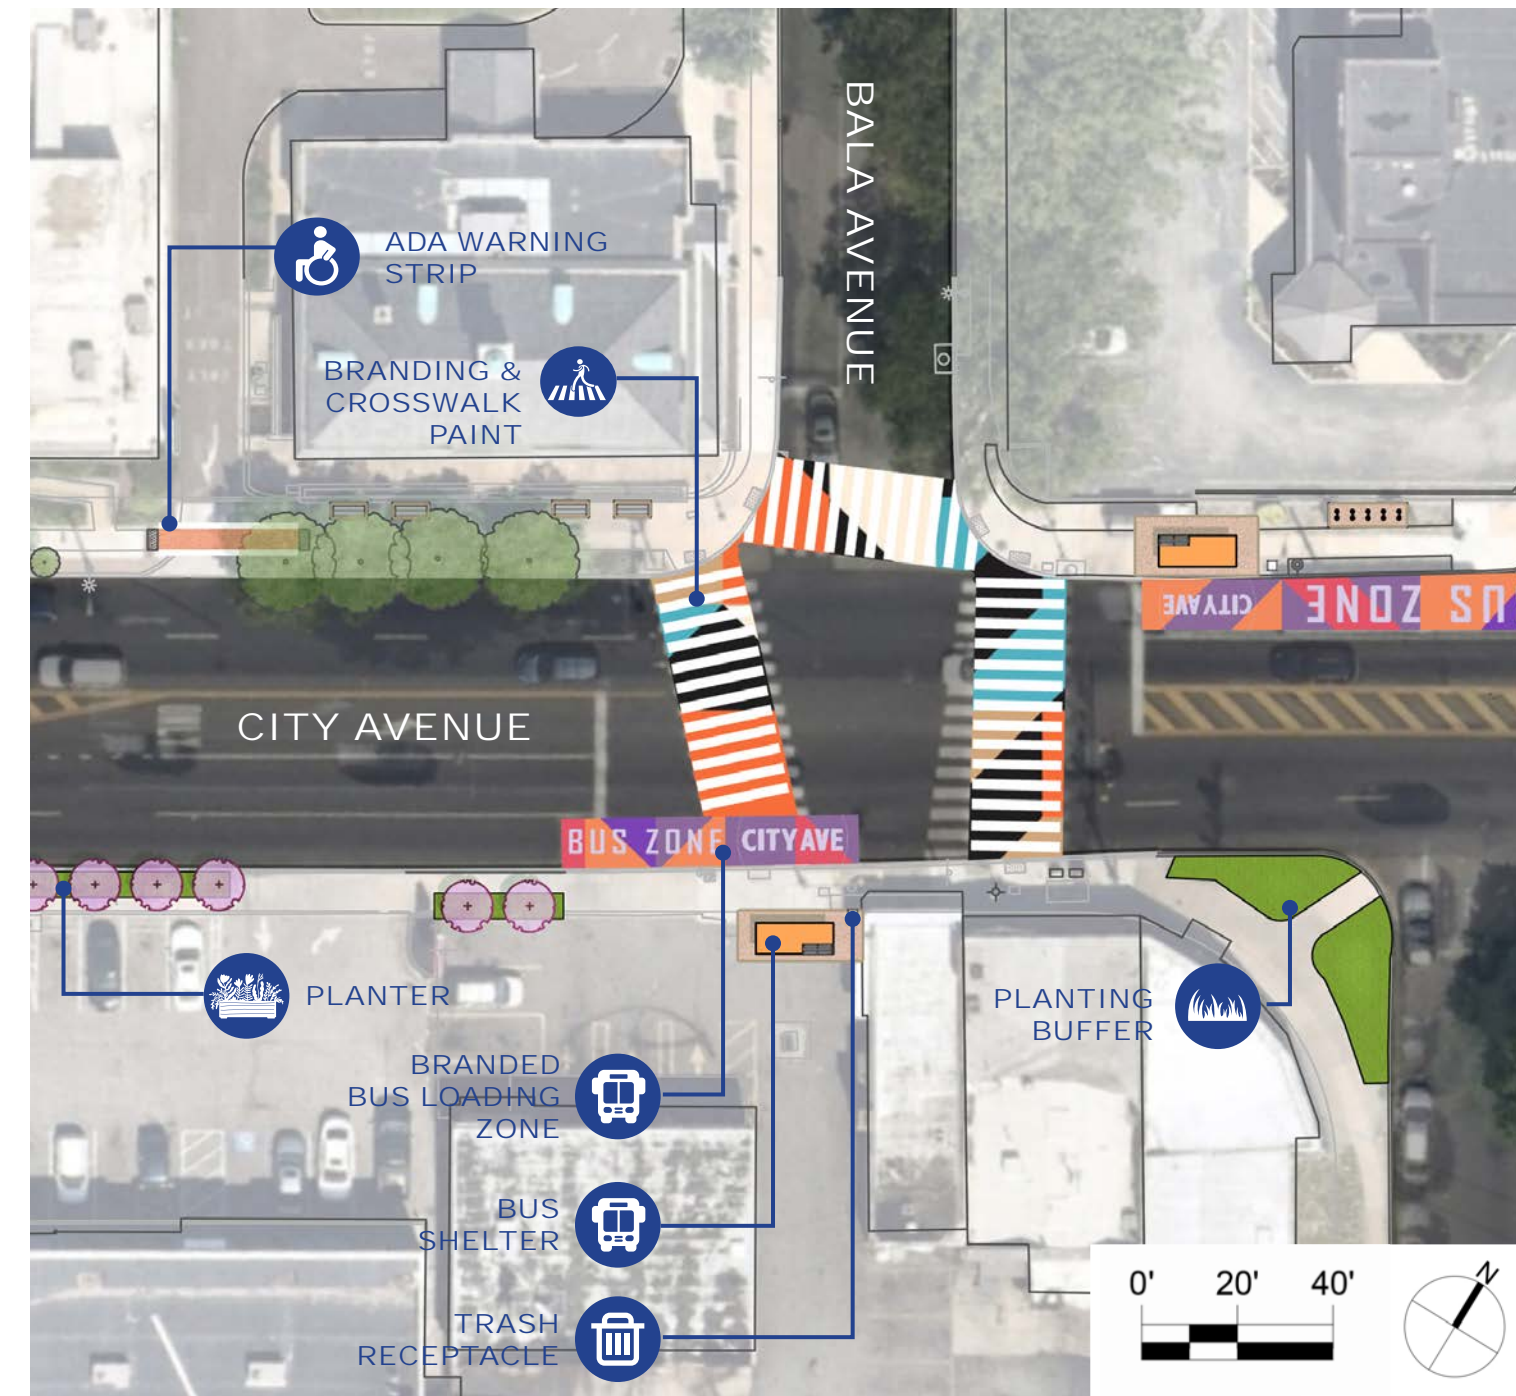 BALA AVENUE
ADA WARNING
STRIP
BRANDING &
CROSSWALK
PAINT
CITY AVE
US ZONE
CITY AVENUE
BUS ZONE CITY AVE
PLANTER
PLANTING
BUFFER
BRANDED
BUS LOADING
ZONE
BUS
SHELTER
TRASH
RECEPTACLE
0' 20' 40'
N